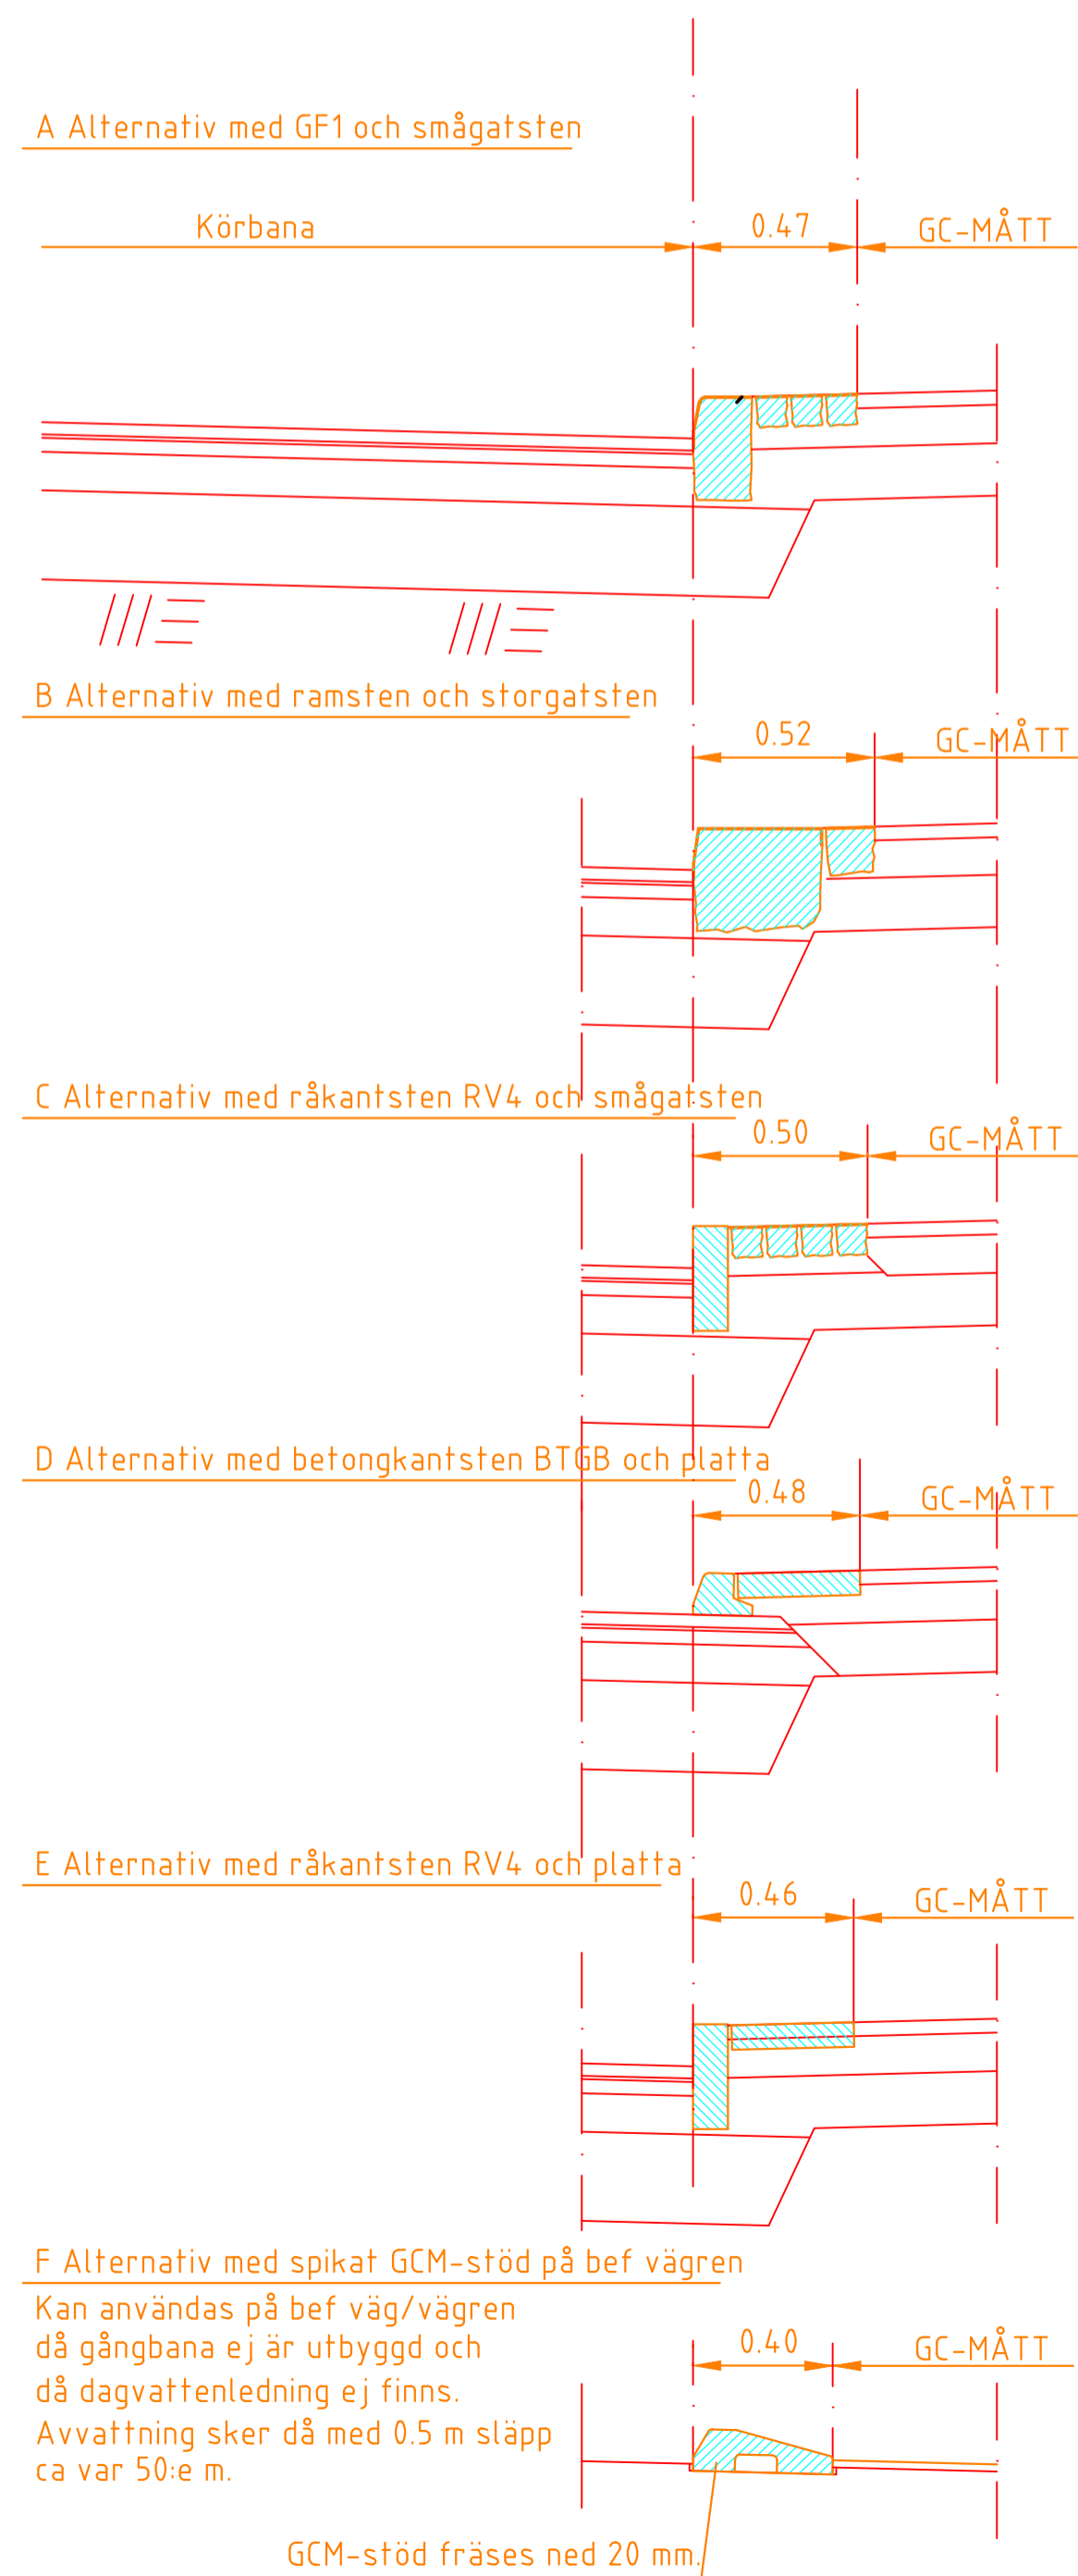 A Alternativ med GF1 och smågatsten
Körbana
0.47
GC-MÅTT
B Alternativ med ramsten och storgatsten
0.52
GC-MÅTT
C Alternativ med råkantsten RV4 och smågatsten
0.50
GC-MÅTT
D Alternativ med betongkantsten BTGB och platta
0.48
GC-MÅTT
E Alternativ med råkantsten RV4 och platta
0.46
GC-MÅTT
F Alternativ med spikat GCM-stöd på bef vägren
Kan användas på bef väg/vägren
då gångbana ej är utbyggd och
då dagvattenledning ej finns.
Avvattning sker då med 0.5 m släpp
ca var 50:e m.
0.40
GC-MÅTT
GCM-stöd fräses ned 20 mm.